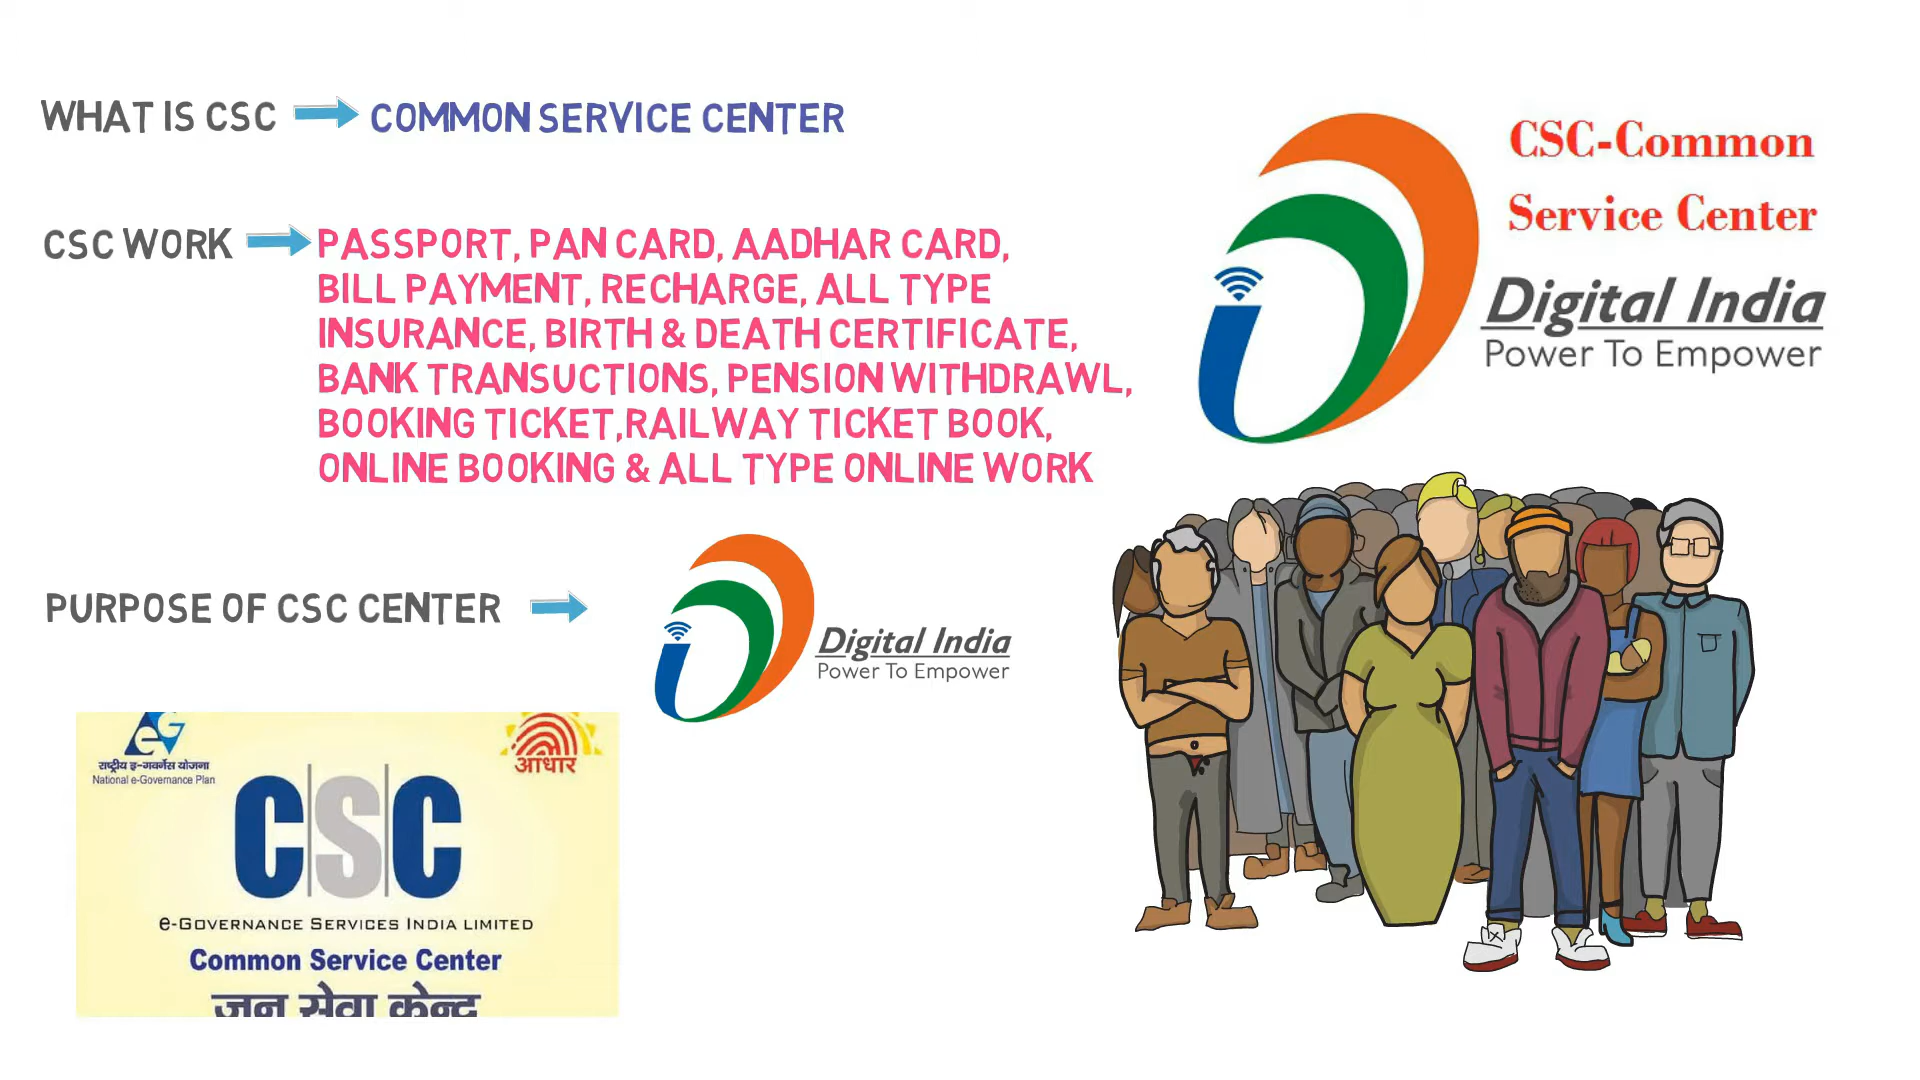 WHAT IS CSC
COMMON SERVICE CENTER
CSC WORK
PASSPORT, PAN CARD, AADHAR CARD,
BILL PAYMENT, RECHARGE, ALL TYPE
INSURANCE, BIRTH & DEATH CERTIFICATE,
BANK TRANSUCTIONS, PENSION WITHDRAWL,
BOOKING TICKET,RAILWAY TICKET BOOK,
ONLINE BOOKING & ALL TYPE ONLINE WORK
CSC-Common
Service Center
Digital India
Power To Empower
PURPOSE OF CSC CENTER
Digital India
Power To Empower
eG
राष्ट्रीय इ-गवर्नेंस योजना
National e-Governance Plan
आधार
CSC
e-GOVERNANCE SERVICES INDIA LIMITED
Common Service Center
जन सेवा केन्द्र